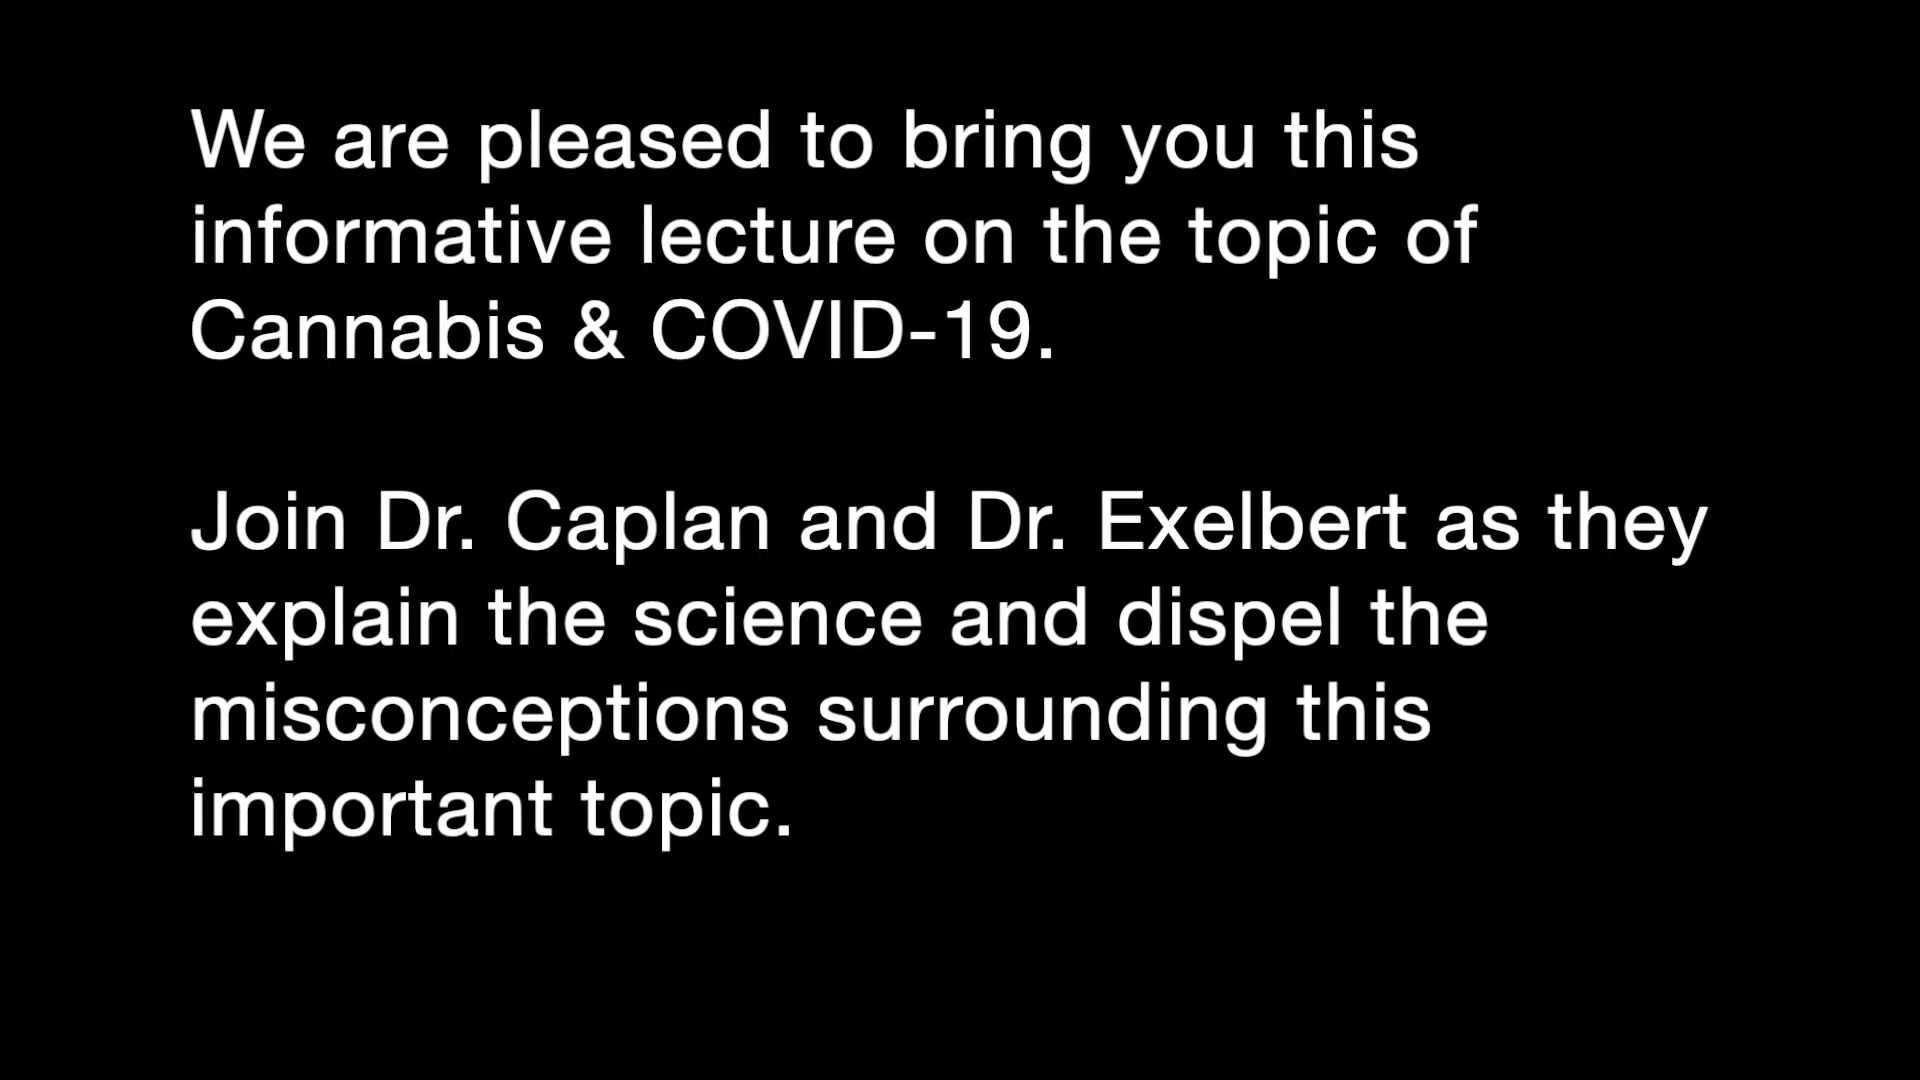 We are pleased to bring you this
informative lecture on the topic of
Cannabis & COVID-19.
Join Dr. Caplan and Dr. Exelbert as they
explain the science and dispel the
misconceptions surrounding this
important topic.